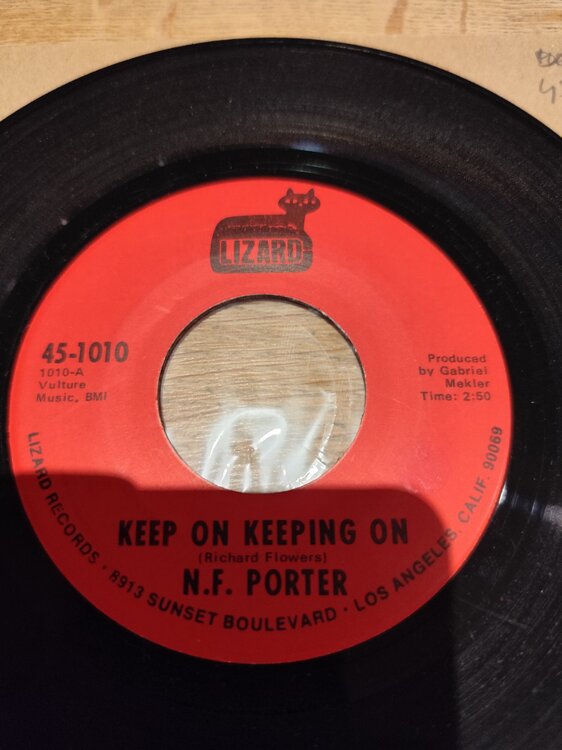 LIZARD
45-1010
1010-A
Vulture
Music, BMI
Produced
by Gabriel
Mekler
Time: 2:50
KEEP ON KEEPING ON
(Richard Flowers)
N.F. PORTER
LIZARD RECORDS · 8913 SUNSET BOULEVARD · LOS ANGELES, CALIF. 90069